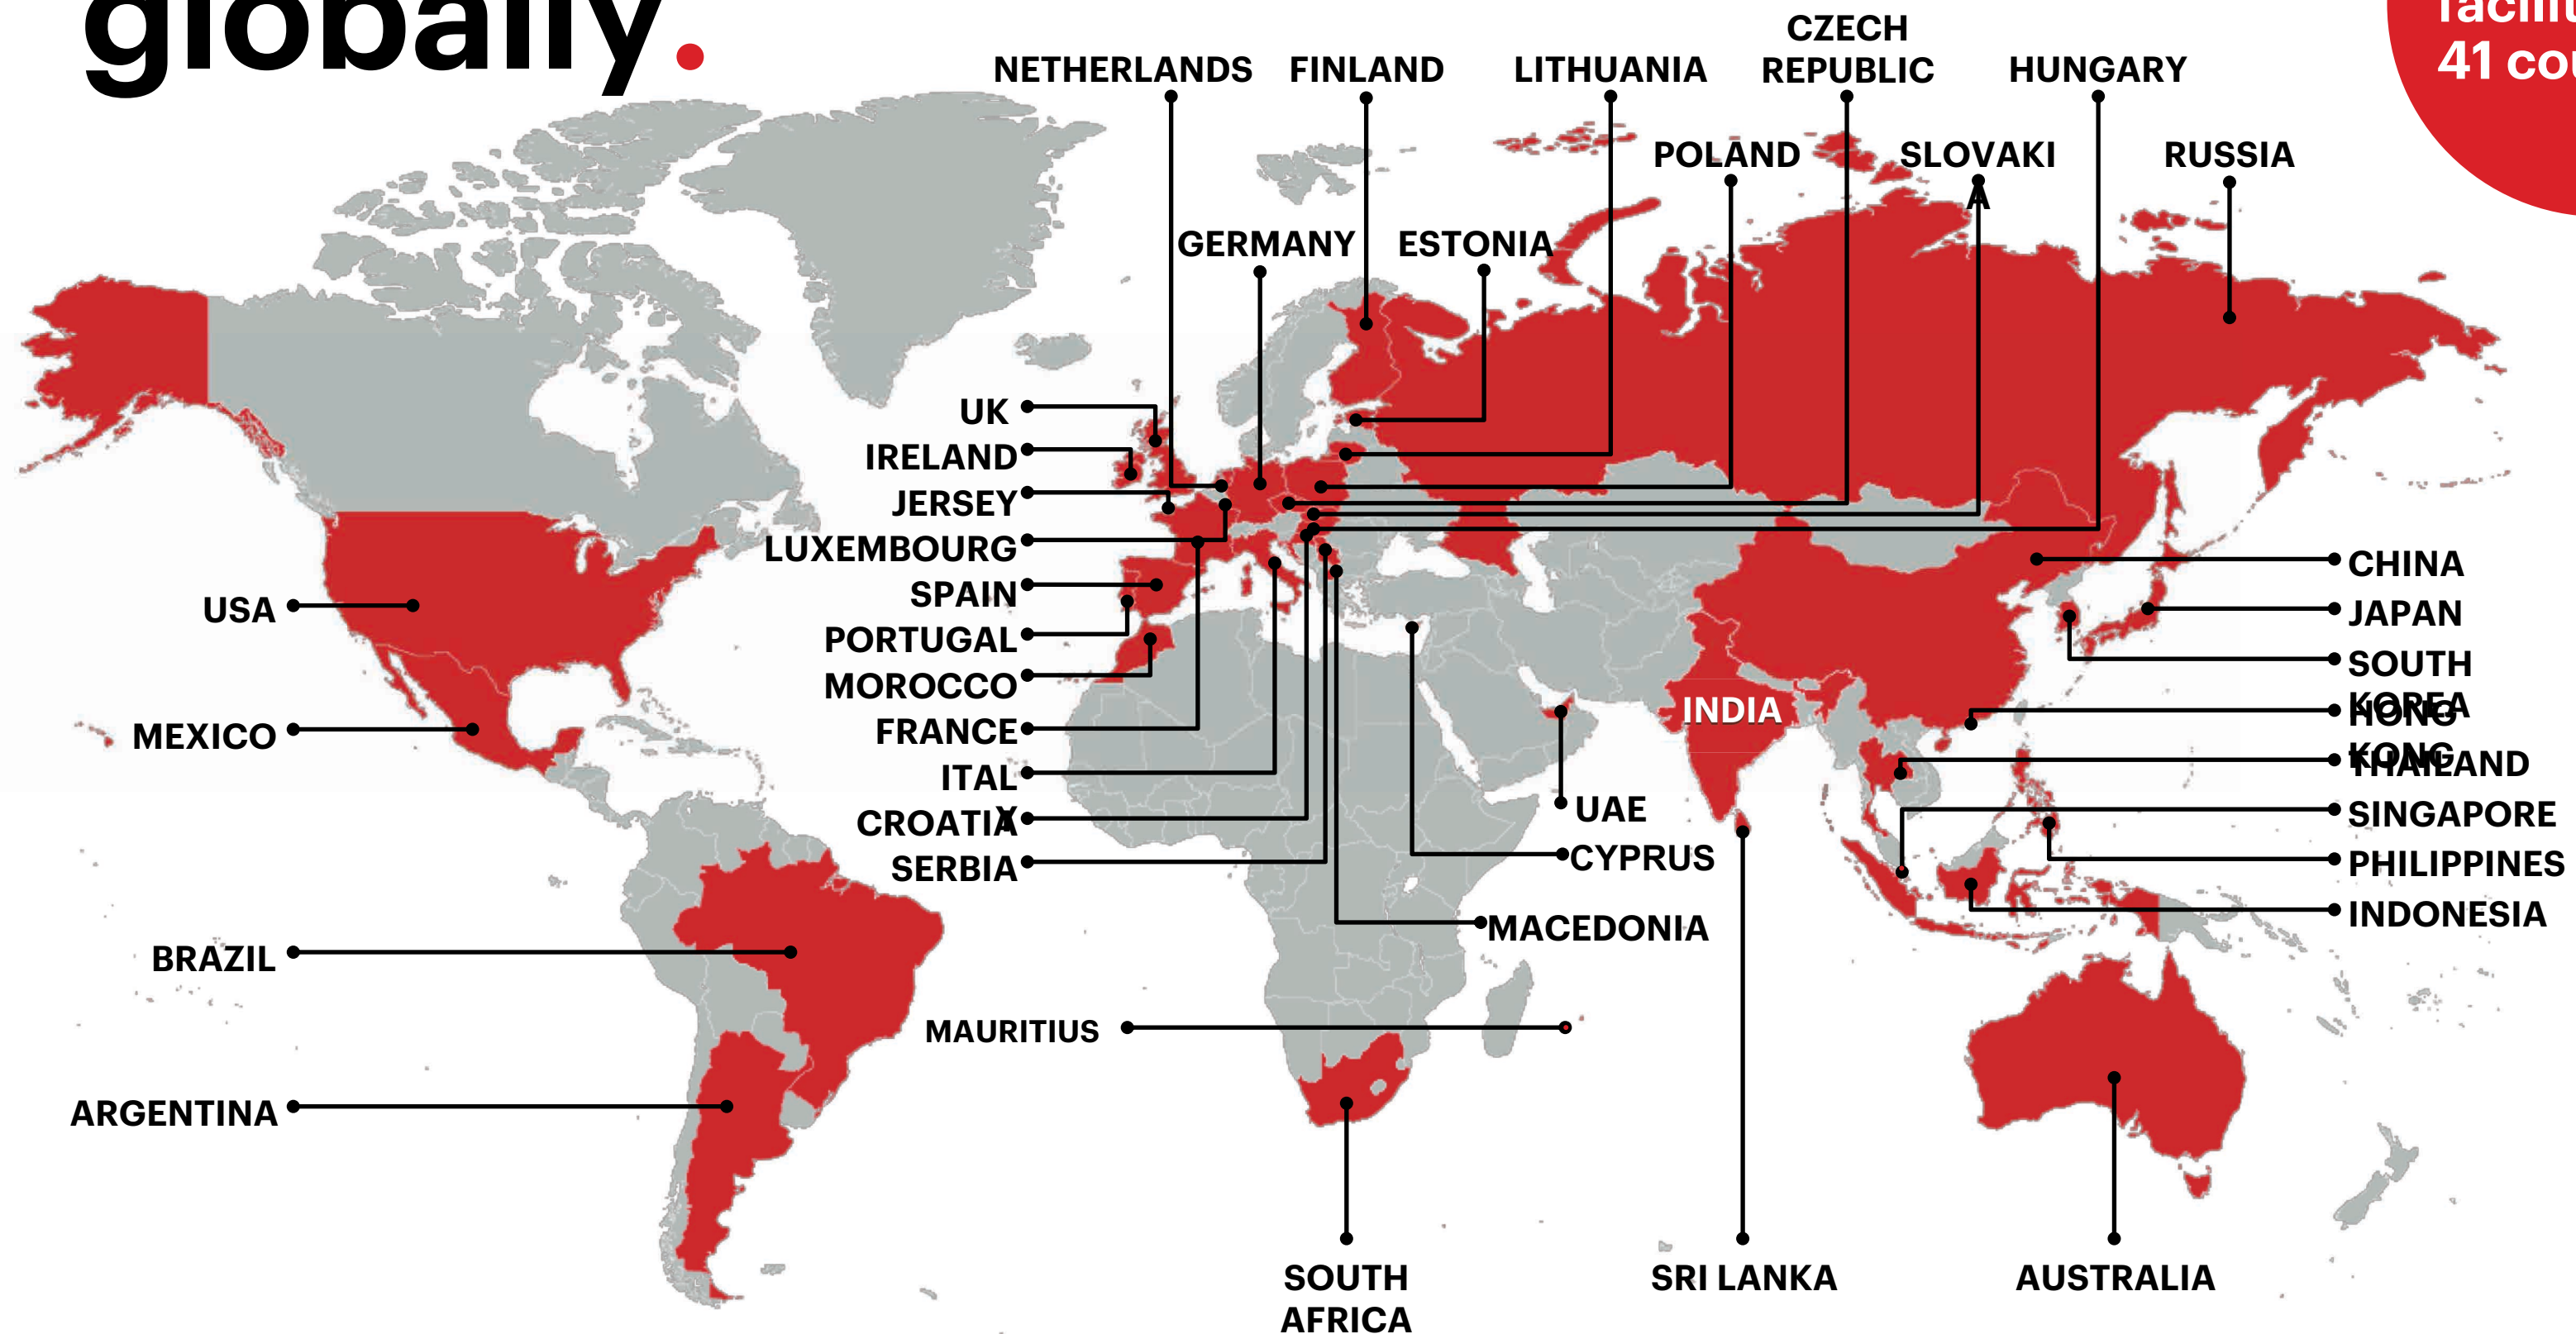 globally.
41
NETHERLANDS
FINLAND
LITHUANIA
CZECH
REPUBLIC
HUNGARY
POLAND
SLOVAKI
A
RUSSIA
GERMANY
ESTONIA
UK
IRELAND
JERSEY
LUXEMBOURG
SPAIN
PORTUGAL
MOROCCO
FRANCE
ITAL
Y
CROATIA
SERBIA
USA
MEXICO
BRAZIL
ARGENTINA
MAURITIUS
INDIA
UAE
CYPRUS
MACEDONIA
CHINA
JAPAN
SOUTH
KOREA
HONG
KONG
THAILAND
SINGAPORE
PHILIPPINES
INDONESIA
SOUTH
AFRICA
SRI LANKA
AUSTRALIA